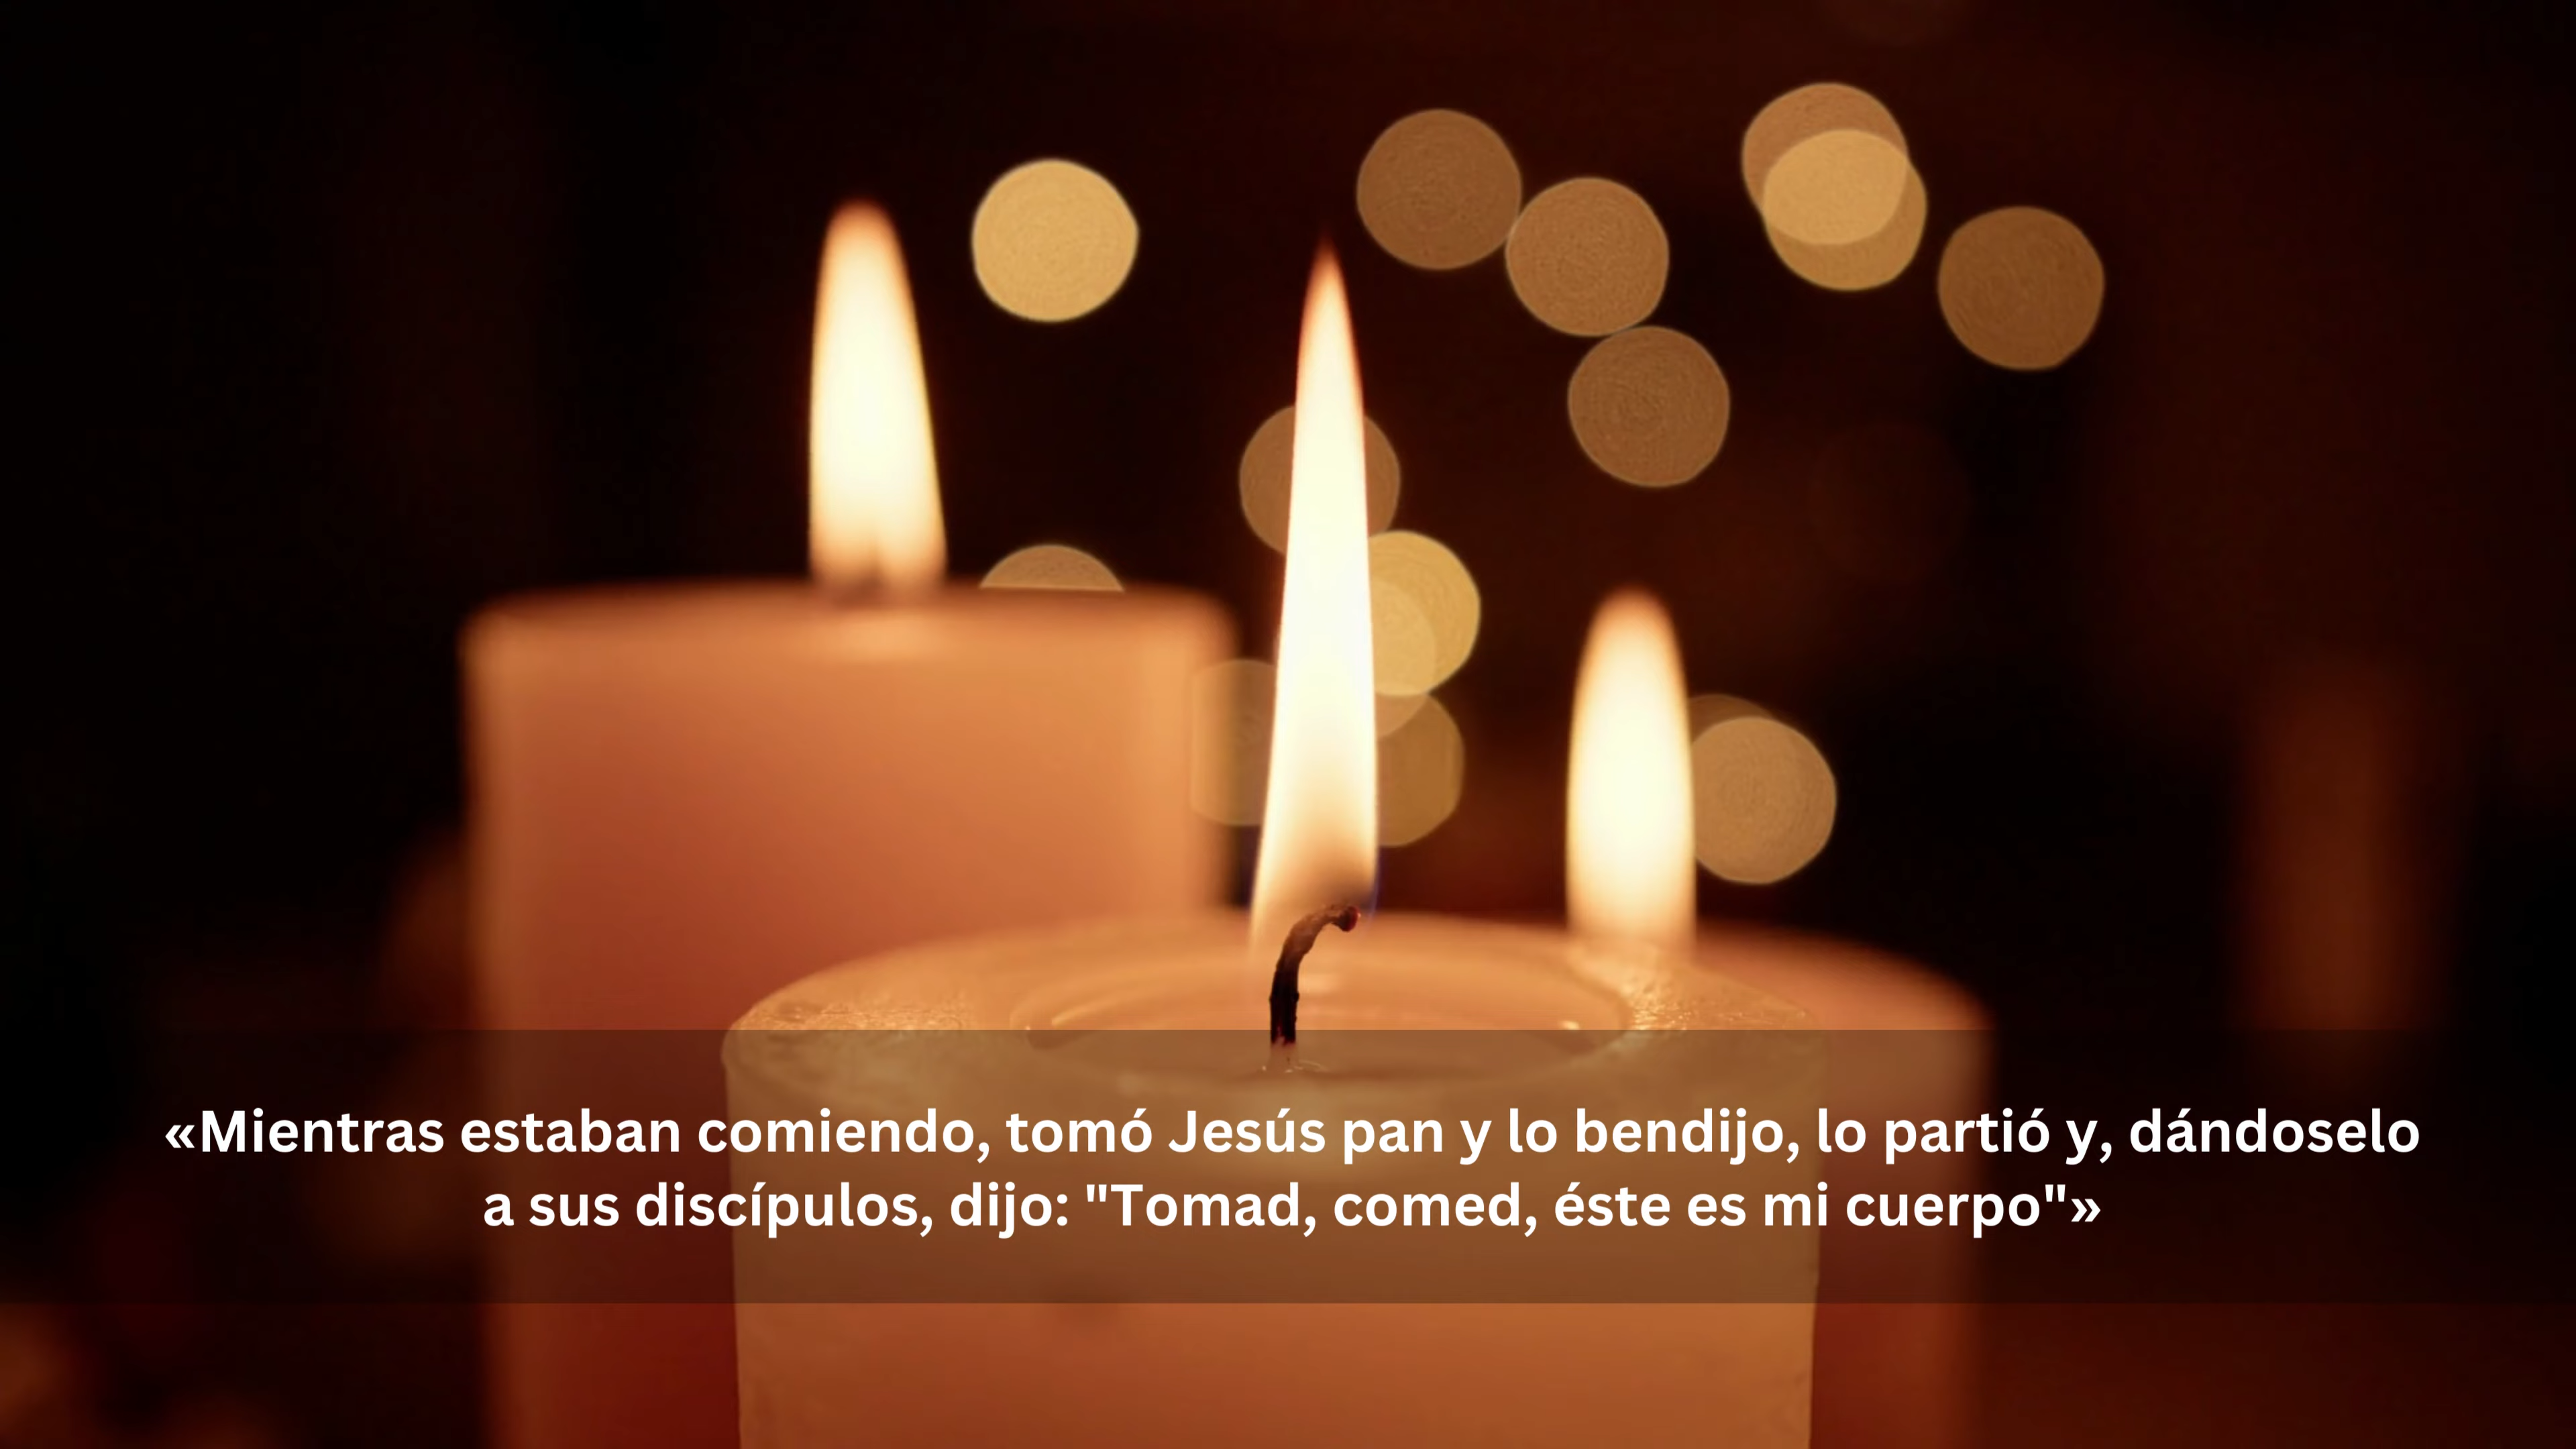 «Mientras estaban comiendo, tomó Jesús pan y lo bendijo, lo partió y, dándoselo
a sus discípulos, dijo: "Tomad, comed, éste es mi cuerpo"»